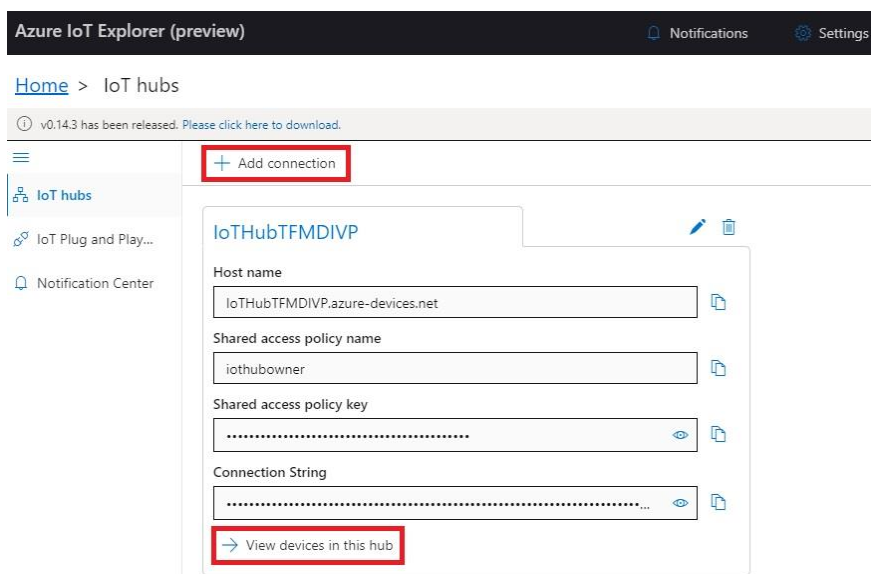 Azure IoT Explorer (preview)
Notifications
Settings
Home > IoT hubs
v0.14.3 has been released. Please click here to download.
+ Add connection
IoT hubs
IoT Plug and Play...
Notification Center
IoTHubTFMDIVP
Host name
IoTHubTFMDIVP.azure-devices.net
Shared access policy name
iothubowner
Shared access policy key
Connection String
View devices in this hub